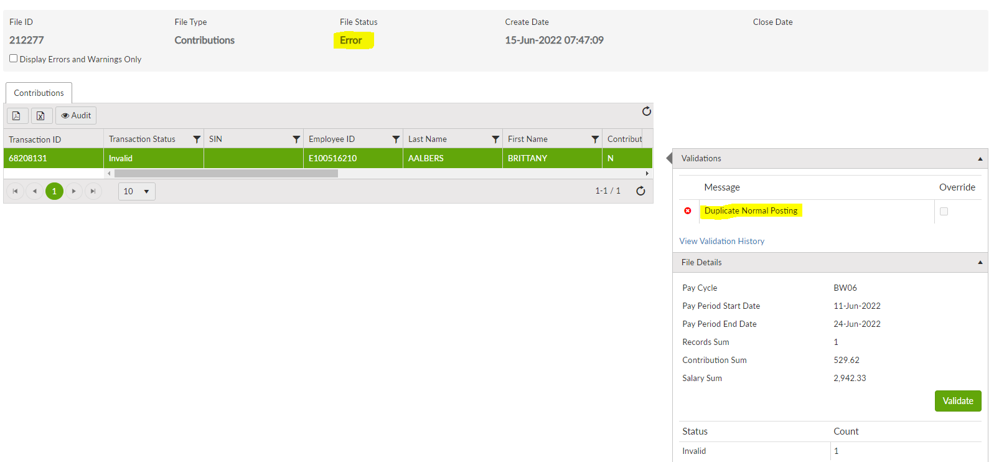 File ID File Type File Status Create Date Close Date
212277 Contributions Error 15-Jun-2022 07:47:09
Display Errors and Warnings Only
Contributions
Audit
Transaction ID Transaction Status SIN Employee ID Last Name First Name Contribut
68208131 Invalid E100516210 AALBERS BRITTANY N
1 10 1-1 / 1
Validations
Message Override
Duplicate Normal Posting
View Validation History
File Details
Pay Cycle BW06
Pay Period Start Date 11-Jun-2022
Pay Period End Date 24-Jun-2022
Records Sum 1
Contribution Sum 529.62
Salary Sum 2,942.33
Validate
Status Count
Invalid 1